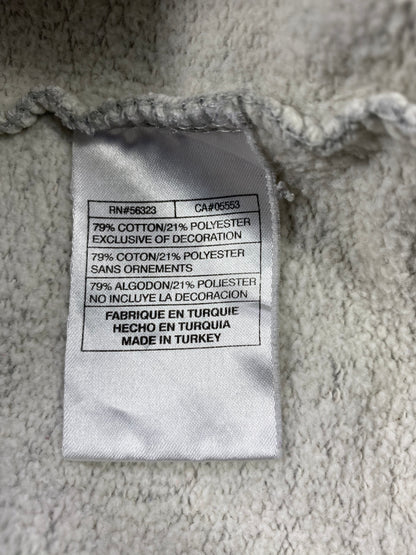 RN#56323 CA#05553
79% COTTON/21% POLYESTER
EXCLUSIVE OF DECORATION
79% COTON/21% POLYESTER
SANS ORNEMENTS
79% ALGODON/21% POLIESTER
NO INCLUYE LA DECORACION
FABRIQUE EN TURQUIE
HECHO EN TURQUIA
MADE IN TURKEY